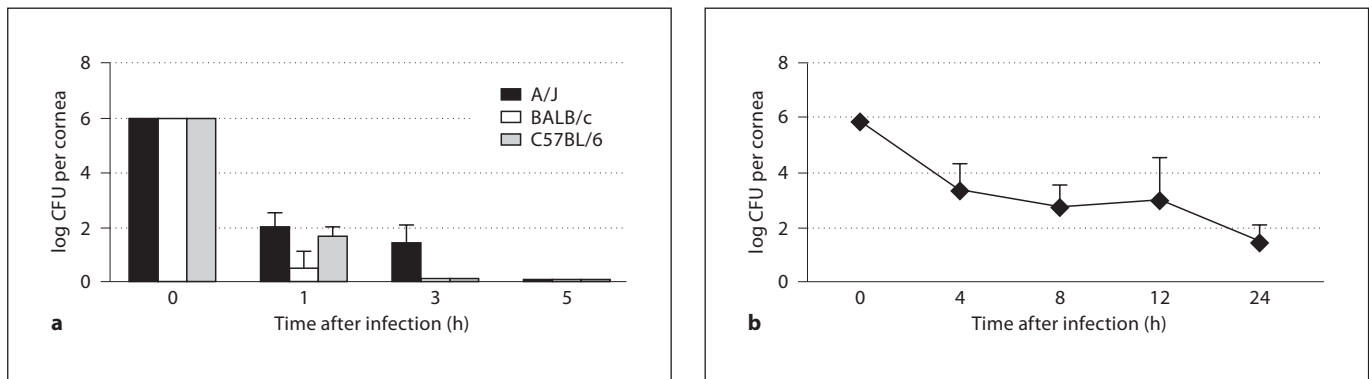 8
6
4
2
0
log CFU per cornea
A/J
BALB/c
C57BL/6
0 1 3 5
Time after infection (h)
a
8
6
4
2
0
log CFU per cornea
0 4 8 12 24
Time after infection (h)
b